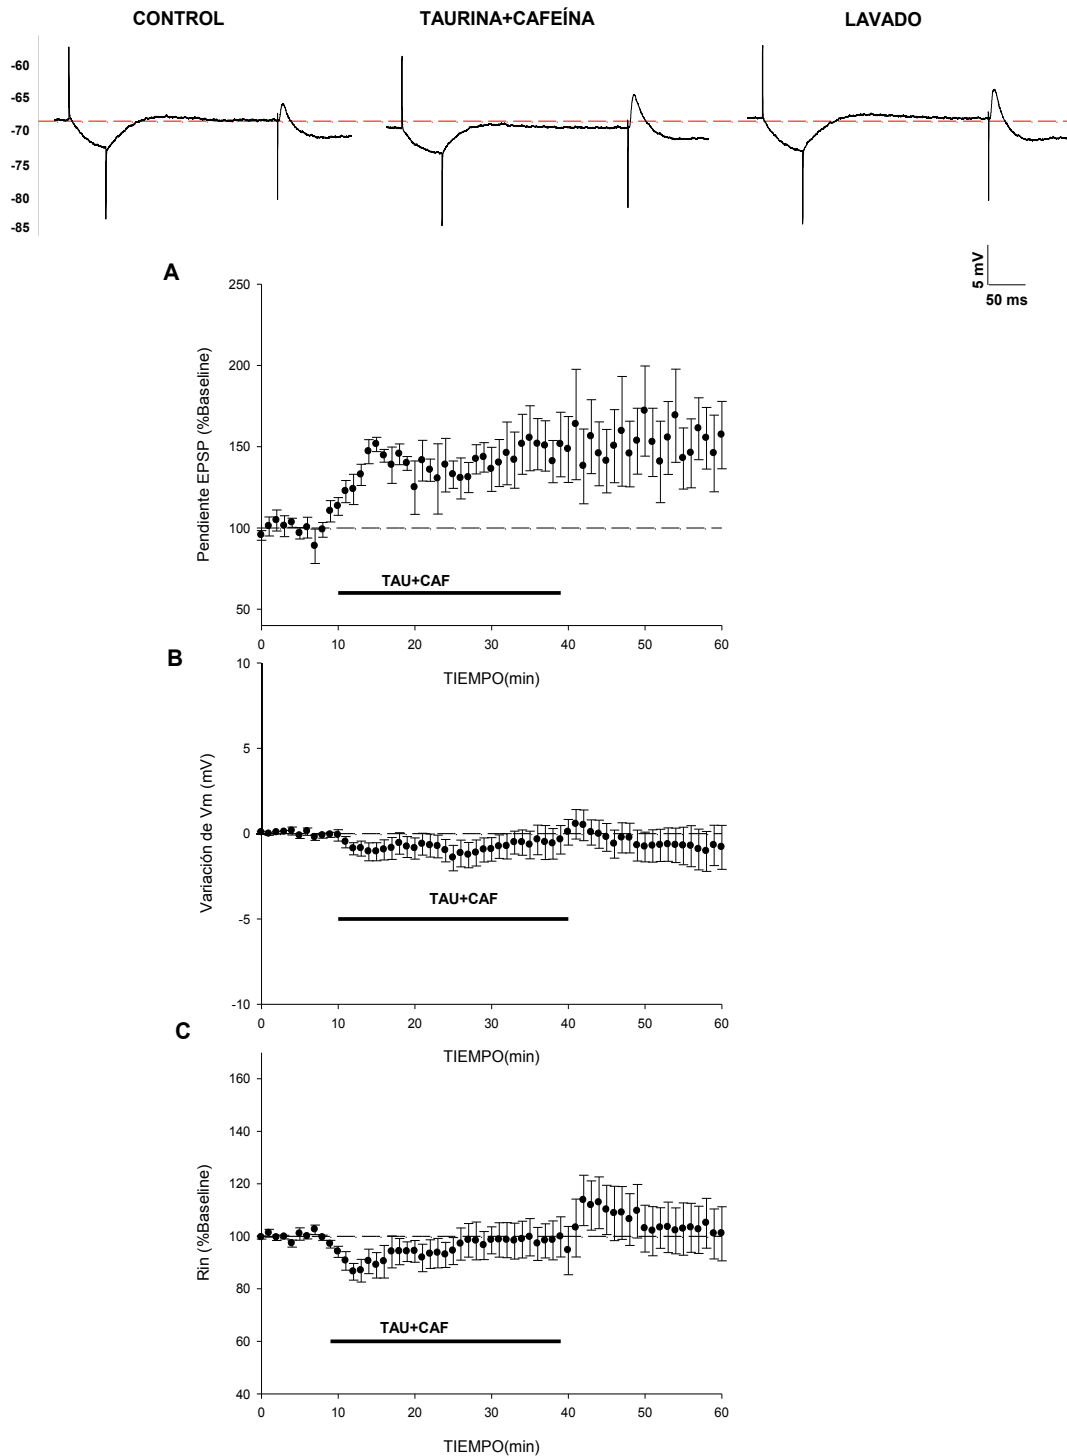 CONTROL
TAURINA+CAFEÍNA
LAVADO
-60
-65
-70
-75
-80
-85
5 mV
50 ms
A
250
200
150
100
50
Pendiente EPSP (%Baseline)
TAU+CAF
0 10 20 30 40 50 60
TIEMPO(min)
B
10
5
0
-5
-10
Variación de Vm (mV)
TAU+CAF
0 10 20 30 40 50 60
TIEMPO(min)
C
160
140
120
100
80
60
40
Rin (%Baseline)
TAU+CAF
0 10 20 30 40 50 60
TIEMPO(min)